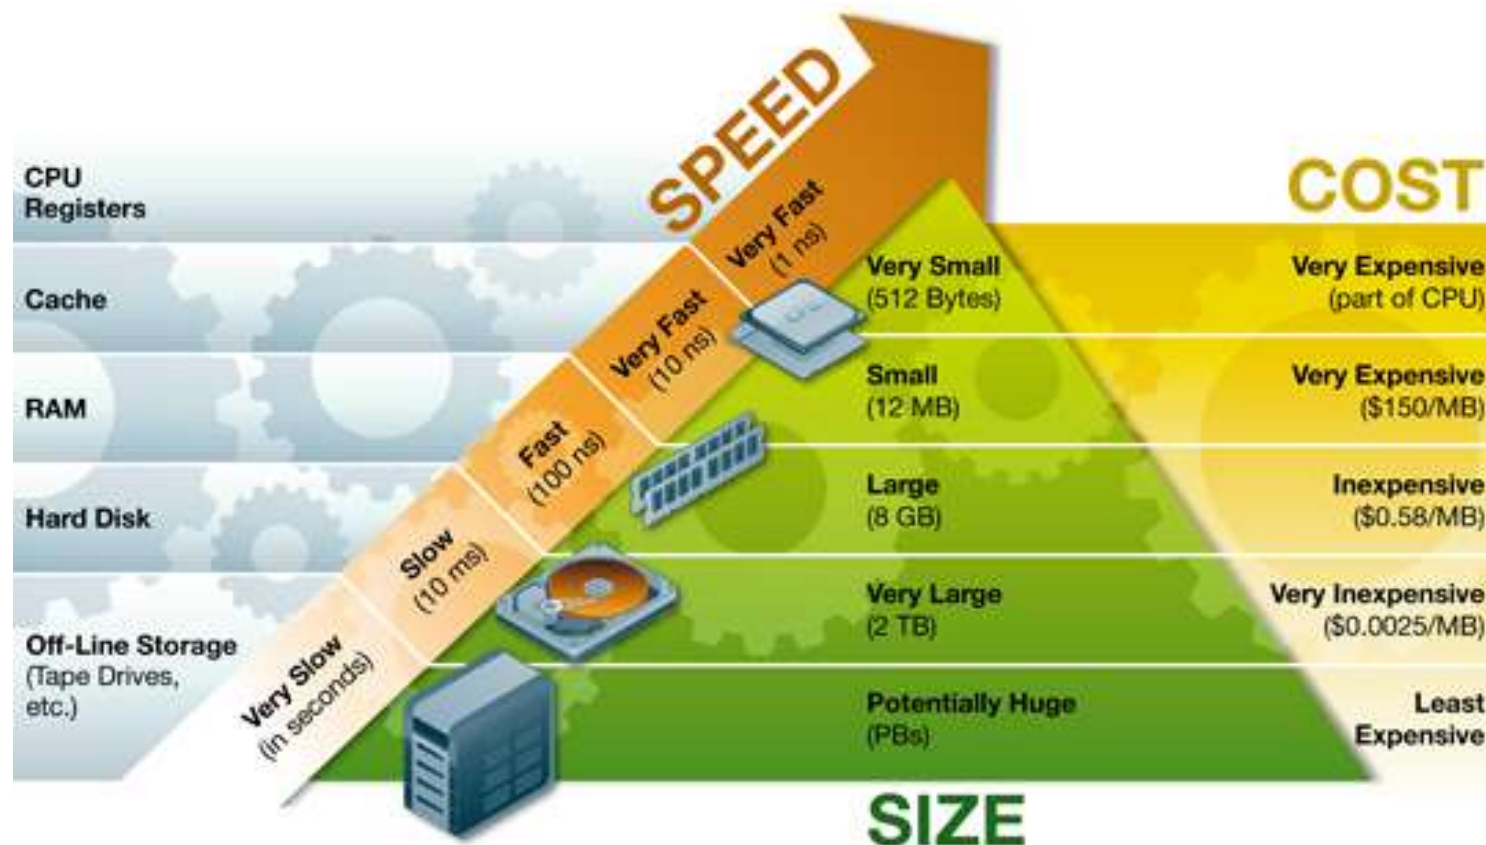 SPEED
COST
CPU
Registers
Very Fast
(1 ns)
Very Small
(512 Bytes)
Very Expensive
(part of CPU)
Cache
Very Fast
(10 ns)
Small
(12 MB)
Very Expensive
($150/MB)
RAM
Fast
(100 ns)
Large
(8 GB)
Inexpensive
($0.58/MB)
Hard Disk
Slow
(10 ms)
Very Large
(2 TB)
Very Inexpensive
($0.0025/MB)
Off-Line Storage
(Tape Drives,
etc.)
Very Slow
(in seconds)
Potentially Huge
(PBs)
Least
Expensive
SIZE